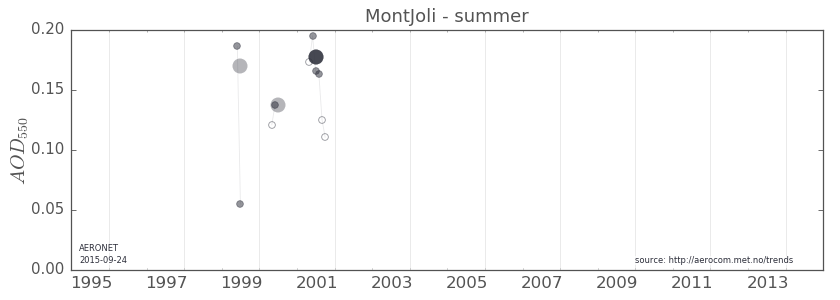 MontJoli - summer
0.20
0.15
0.10
0.05
0.00
AOD550
AERONET
2015-09-24
source: http://aerocom.met.no/trends
1995 1997 1999 2001 2003 2005 2007 2009 2011 2013